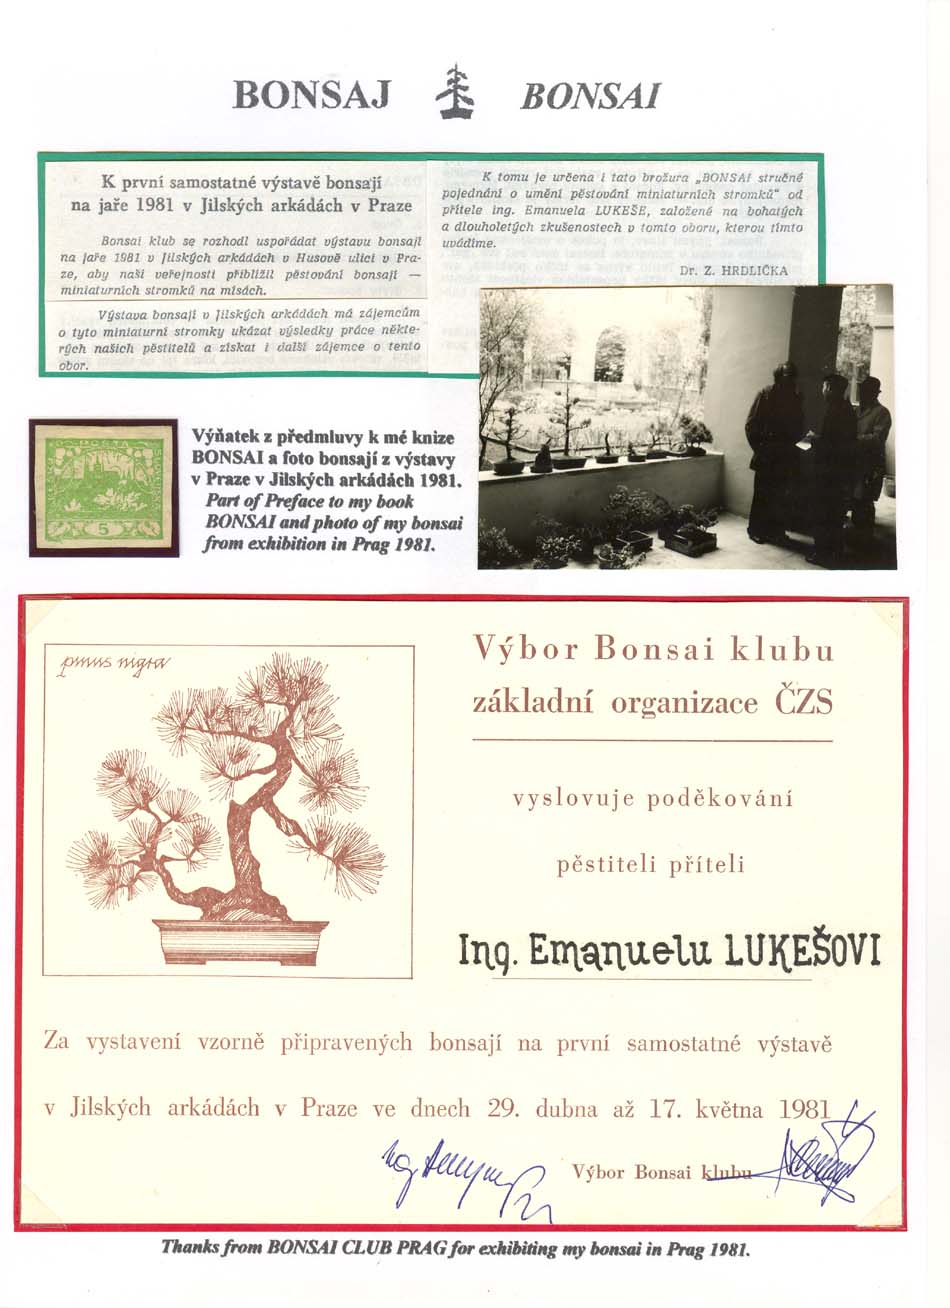 BONSAJ BONSAI
K první samostatné výstavě bonsají
na jaře 1981 v Jilských arkádách v Praze
Bonsai klub se rozhodl uspořádat výstavu bonsají
na jaře 1981 v Jilských arkádách v Husově ulici v Pra-
ze, aby naší veřejnosti přiblížil pěstování bonsají —
miniaturních stromků na mísách.
Výstava bonsají v Jilských arkádách má zájemcům
o tyto miniaturní stromky ukázat výsledky práce někte-
rých našich pěstitelů a získat i další zájemce o tento
obor.
K tomu je určena i tato brožura „BONSAI stručné
pojednání o umění pěstování miniaturních stromků“ od
přítele ing. Emanuela LUKEŠE, založené na bohatých
a dlouholetých zkušenostech v tomto oboru, kterou tímto
uvádíme.
Dr. Z. HRDLIČKA
POŠTA
5
Výňatek z předmluvy k mé knize
BONSAI a foto bonsají z výstavy
v Praze v Jilských arkádách 1981.
Part of Preface to my book
BONSAI and photo of my bonsai
from exhibition in Prag 1981.
pinus nigra
Výbor Bonsai klubu
základní organizace ČZS
vyslovuje poděkování
pěstiteli příteli
Ing. Emanuelu LUKEŠOVI
Za vystavení vzorně připravených bonsají na první samostatné výstavě
v Jilských arkádách v Praze ve dnech 29. dubna až 17. května 1981
Výbor Bonsai klubu
Thanks from BONSAI CLUB PRAG for exhibiting my bonsai in Prag 1981.